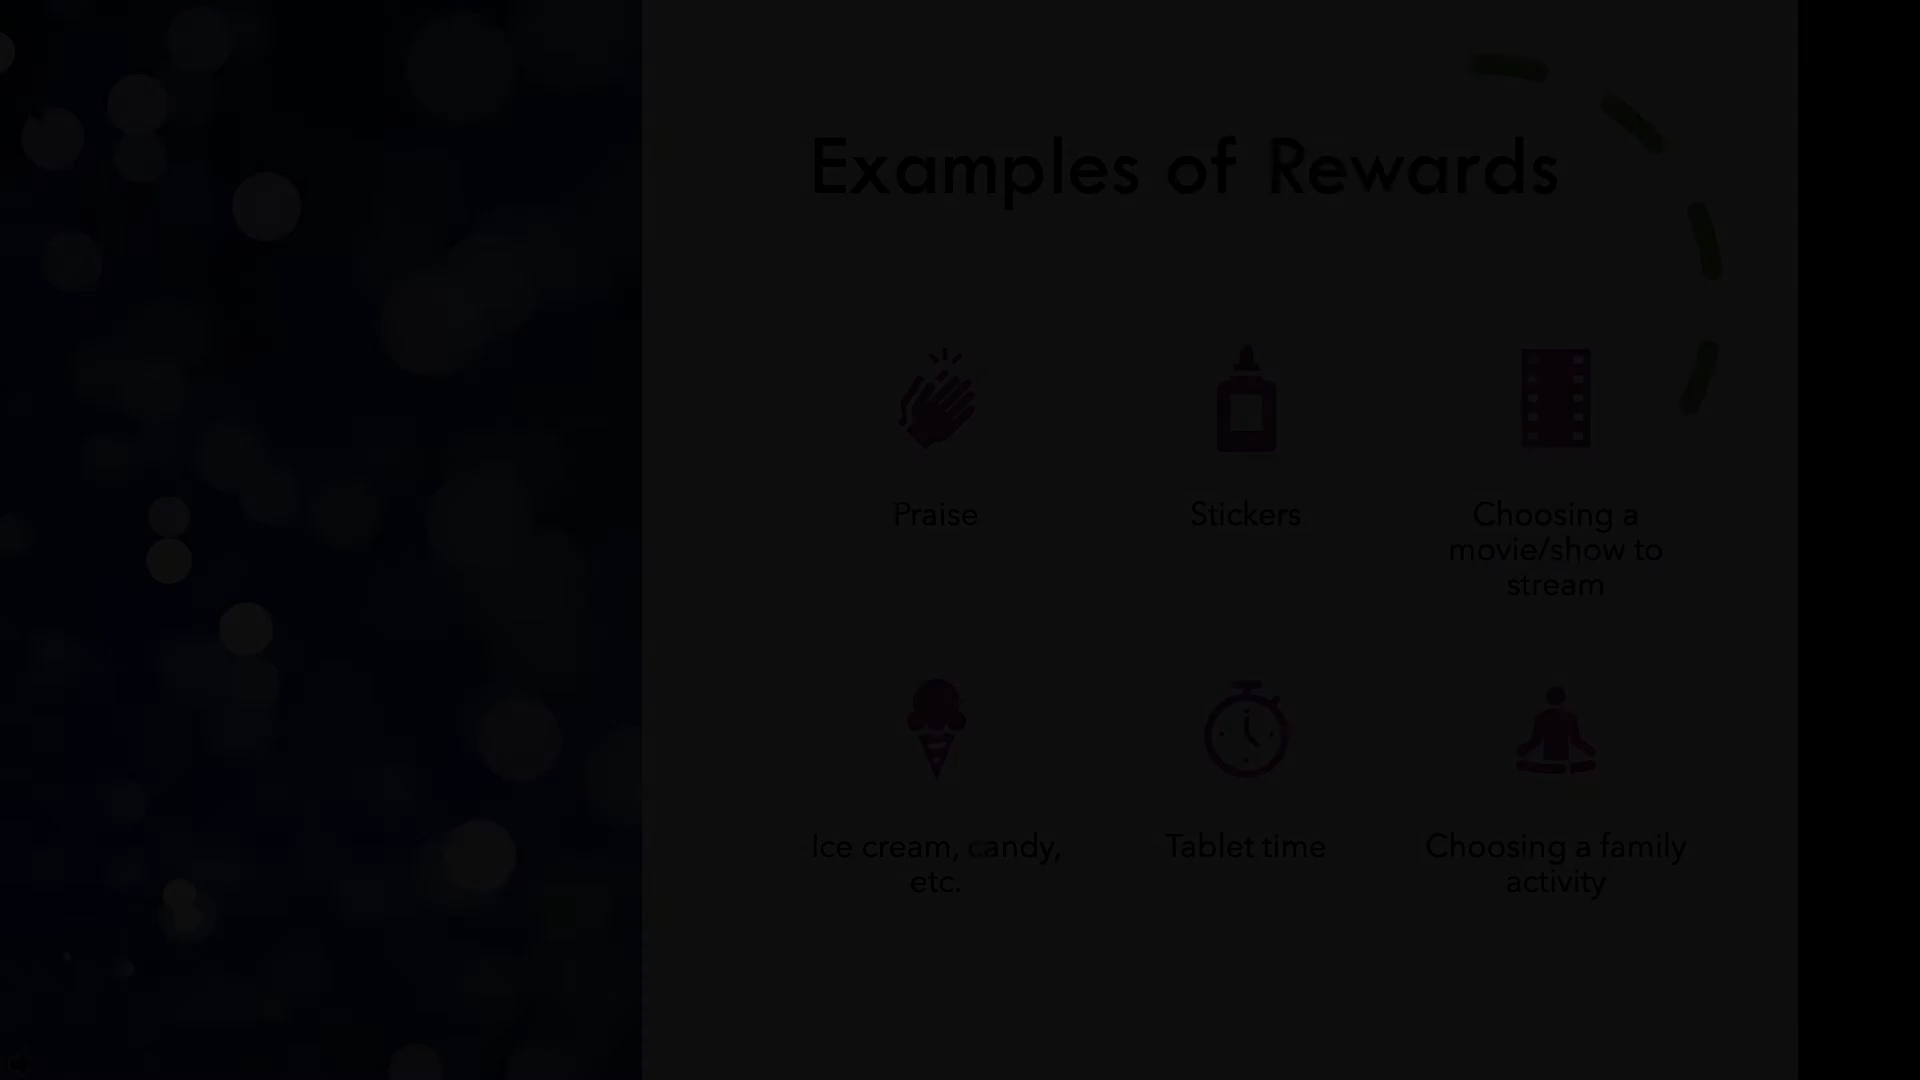 Examples of Rewards
Praise
Stickers
Choosing a
movie/show to
stream
Ice cream, candy,
etc.
Tablet time
Choosing a family
activity